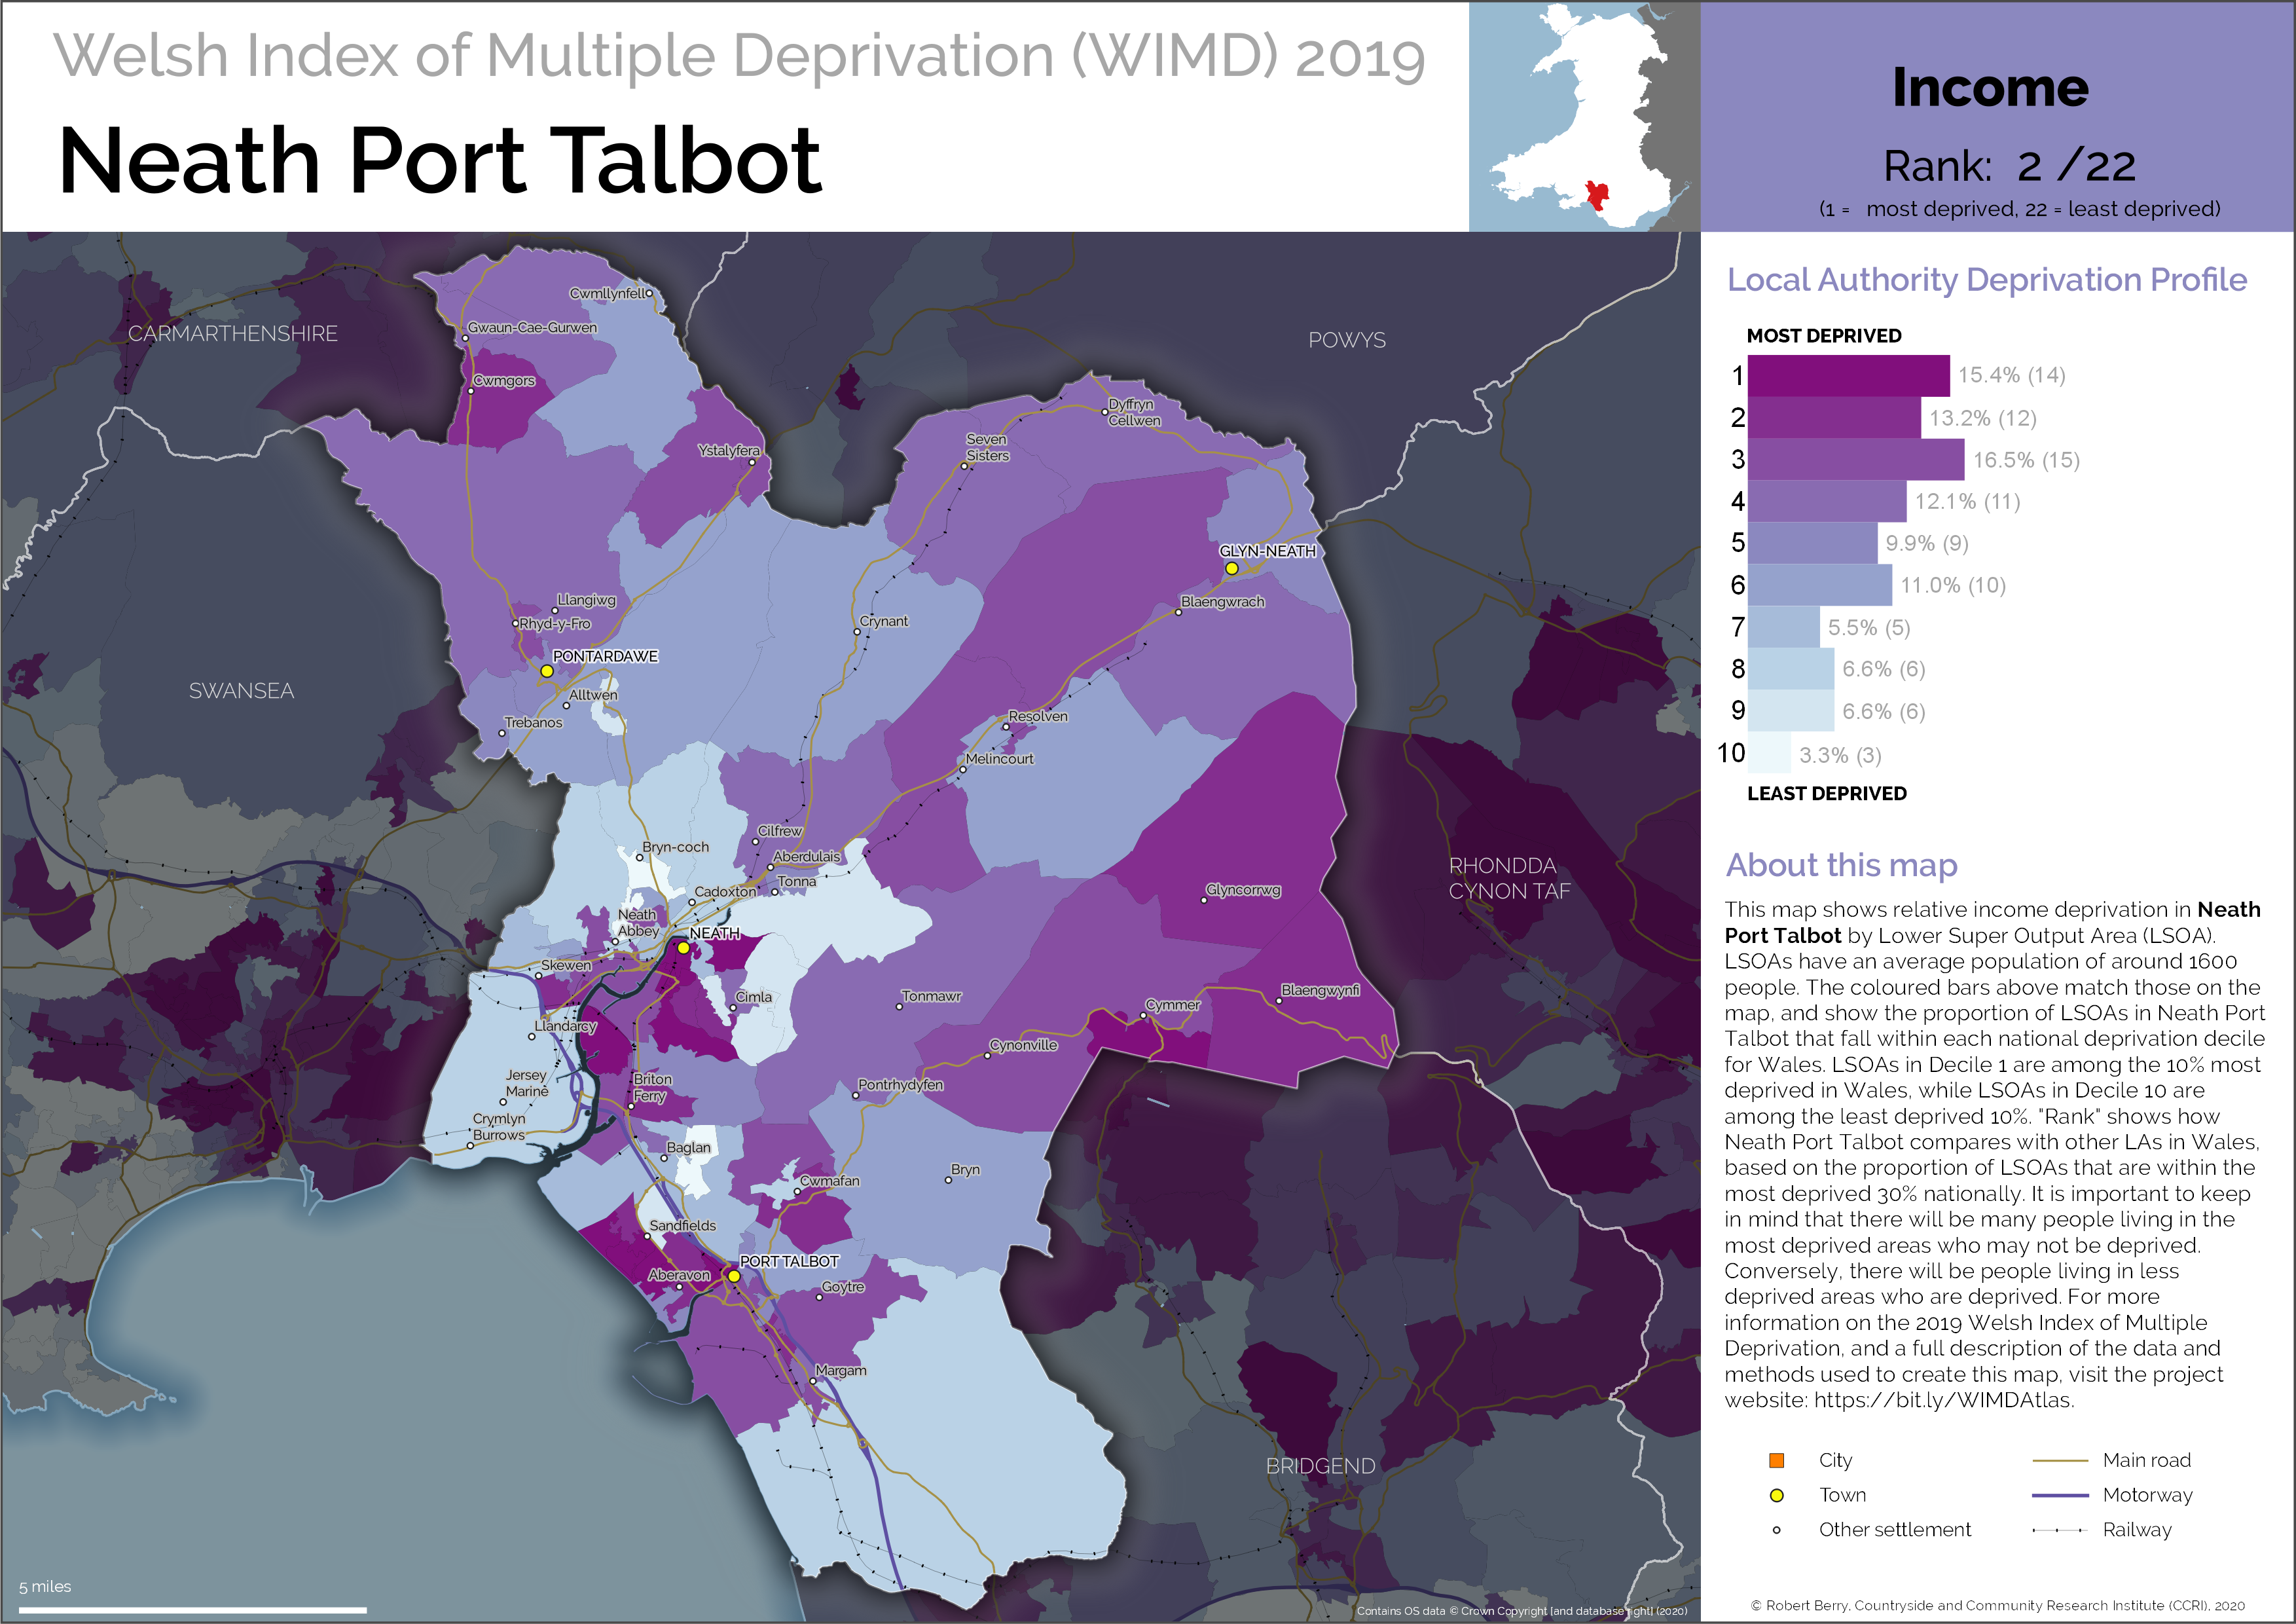 Welsh Index of Multiple Deprivation (WIMD) 2019
Neath Port Talbot
Income
Rank: 2 /22
(1 = most deprived, 22 = least deprived)
Local Authority Deprivation Profile
MOST DEPRIVED
1 15.4% (14)
2 13.2% (12)
3 16.5% (15)
4 12.1% (11)
5 9.9% (9)
6 11.0% (10)
7 5.5% (5)
8 6.6% (6)
9 6.6% (6)
10 3.3% (3)
LEAST DEPRIVED
About this map
This map shows relative income deprivation in Neath
Port Talbot by Lower Super Output Area (LSOA).
LSOAs have an average population of around 1600
people. The coloured bars above match those on the
map, and show the proportion of LSOAs in Neath Port
Talbot that fall within each national deprivation decile
for Wales. LSOAs in Decile 1 are among the 10% most
deprived in Wales, while LSOAs in Decile 10 are
among the least deprived 10%. "Rank" shows how
Neath Port Talbot compares with other LAs in Wales,
based on the proportion of LSOAs that are within the
most deprived 30% nationally. It is important to keep
in mind that there will be many people living in the
most deprived areas who may not be deprived.
Conversely, there will be people living in less
deprived areas who are deprived. For more
information on the 2019 Welsh Index of Multiple
Deprivation, and a full description of the data and
methods used to create this map, visit the project
website: https://bit.ly/WIMDAtlas.
City
Town
Other settlement
Main road
Motorway
Railway
© Robert Berry, Countryside and Community Research Institute (CCRI), 2020
CARMARTHENSHIRE
POWYS
SWANSEA
RHONDDA
CYNON TAF
BRIDGEND
Cwmllynfell
Gwaun-Cae-Gurwen
Cwmgors
Ystalyfera
Dyffryn
Cellwen
Seven
Sisters
GLYN-NEATH
Blaengwrach
Llangiwg
Rhyd-y-Fro
Crynant
PONTARDAWE
Alltwen
Trebanos
Resolven
Melincourt
Cilfrew
Bryn-coch
Aberdulais
Tonna
Cadoxton
Glyncorrwg
Neath
Abbey
NEATH
Skewen
Cimla
Tonmawr
Blaengwynfi
Cymmer
Llandarcy
Cynonville
Jersey
Marine
Briton
Ferry
Pontrhydyfen
Crymlyn
Burrows
Baglan
Bryn
Cwmafan
Sandfields
PORT TALBOT
Aberavon
Goytre
Margam
5 miles
Contains OS data © Crown Copyright [and database right] (2020)